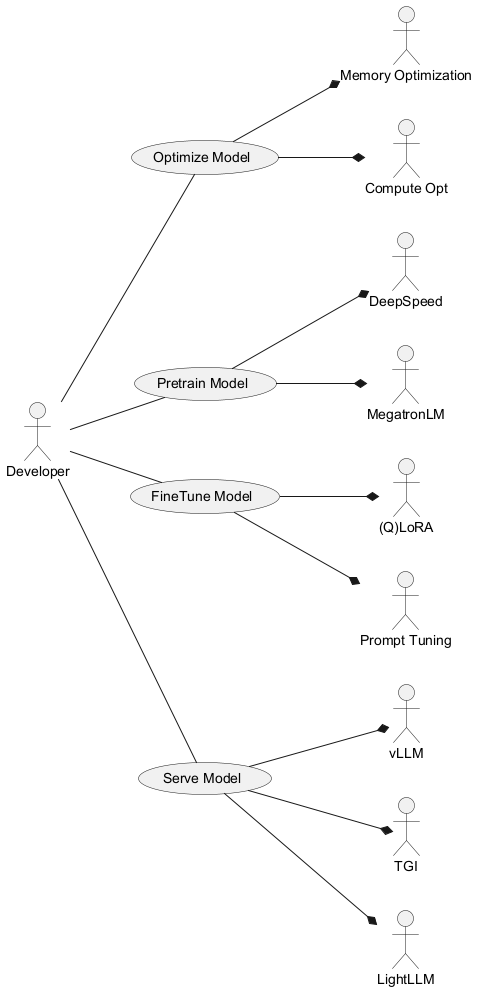 Memory Optimization
Optimize Model
Compute Opt
DeepSpeed
Pretrain Model
MegatronLM
Developer
FineTune Model
(Q)LoRA
Prompt Tuning
vLLM
Serve Model
TGI
LightLLM